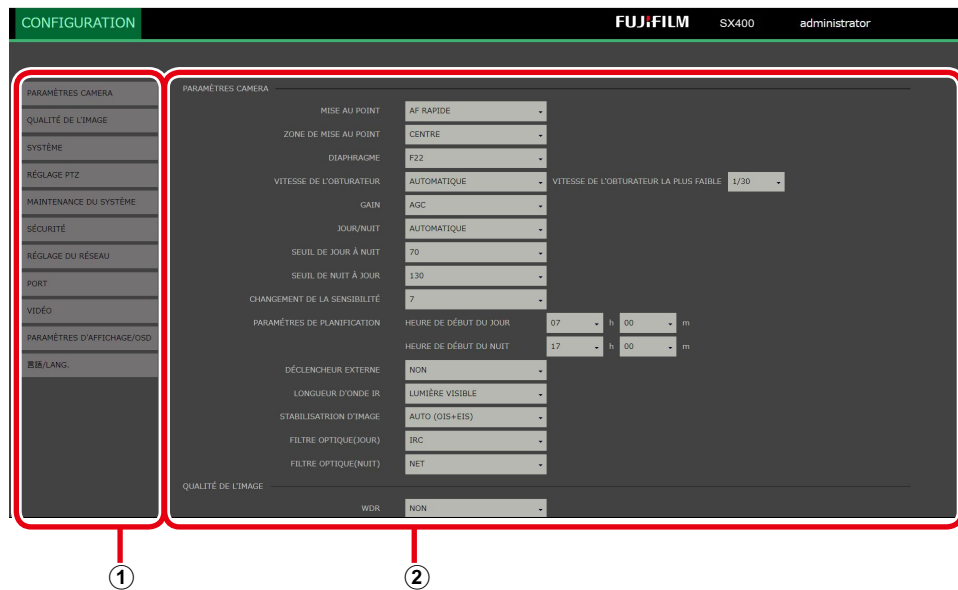 CONFIGURATION FUJIFILM SX400 administrator
PARAMÈTRES CAMERA
QUALITÉ DE L'IMAGE
SYSTÈME
RÉGLAGE PTZ
MAINTENANCE DU SYSTÈME
SÉCURITÉ
RÉGLAGE DU RÉSEAU
PORT
VIDÉO
PARAMÈTRES D'AFFICHAGE/OSD
言語/LANG.
PARAMÈTRES CAMERA
MISE AU POINT AF RAPIDE
ZONE DE MISE AU POINT CENTRE
DIAPHRAGME F22
VITESSE DE L'OBTURATEUR AUTOMATIQUE VITESSE DE L'OBTURATEUR LA PLUS FAIBLE 1/30
GAIN AGC
JOUR/NUIT AUTOMATIQUE
SEUIL DE JOUR À NUIT 70
SEUIL DE NUIT À JOUR 130
CHANGEMENT DE LA SENSIBILITÉ 7
PARAMÉTRES DE PLANIFICATION HEURE DE DÉBUT DU JOUR 07 h 00 m
HEURE DE DÉBUT DU NUIT 17 h 00 m
DÉCLENCHEUR EXTERNE NON
LONGUEUR D'ONDE IR LUMIÈRE VISIBLE
STABILISATRION D'IMAGE AUTO (OIS+EIS)
FILTRE OPTIQUE(JOUR) IRC
FILTRE OPTIQUE(NUIT) NET
QUALITÉ DE L'IMAGE
WDR NON
1 2